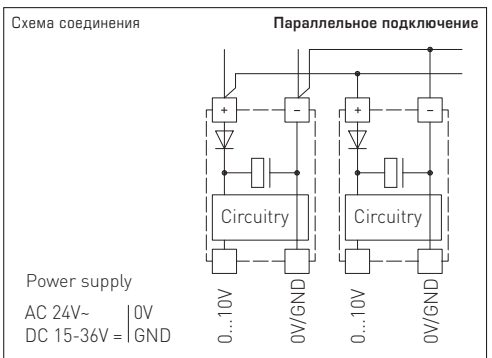 Схема соединения
Параллельное подключение
+ − + −
Circuitry Circuitry
Power supply
AC 24V~ 0V
DC 15-36V = GND
0...10V
0V/GND
0...10V
0V/GND